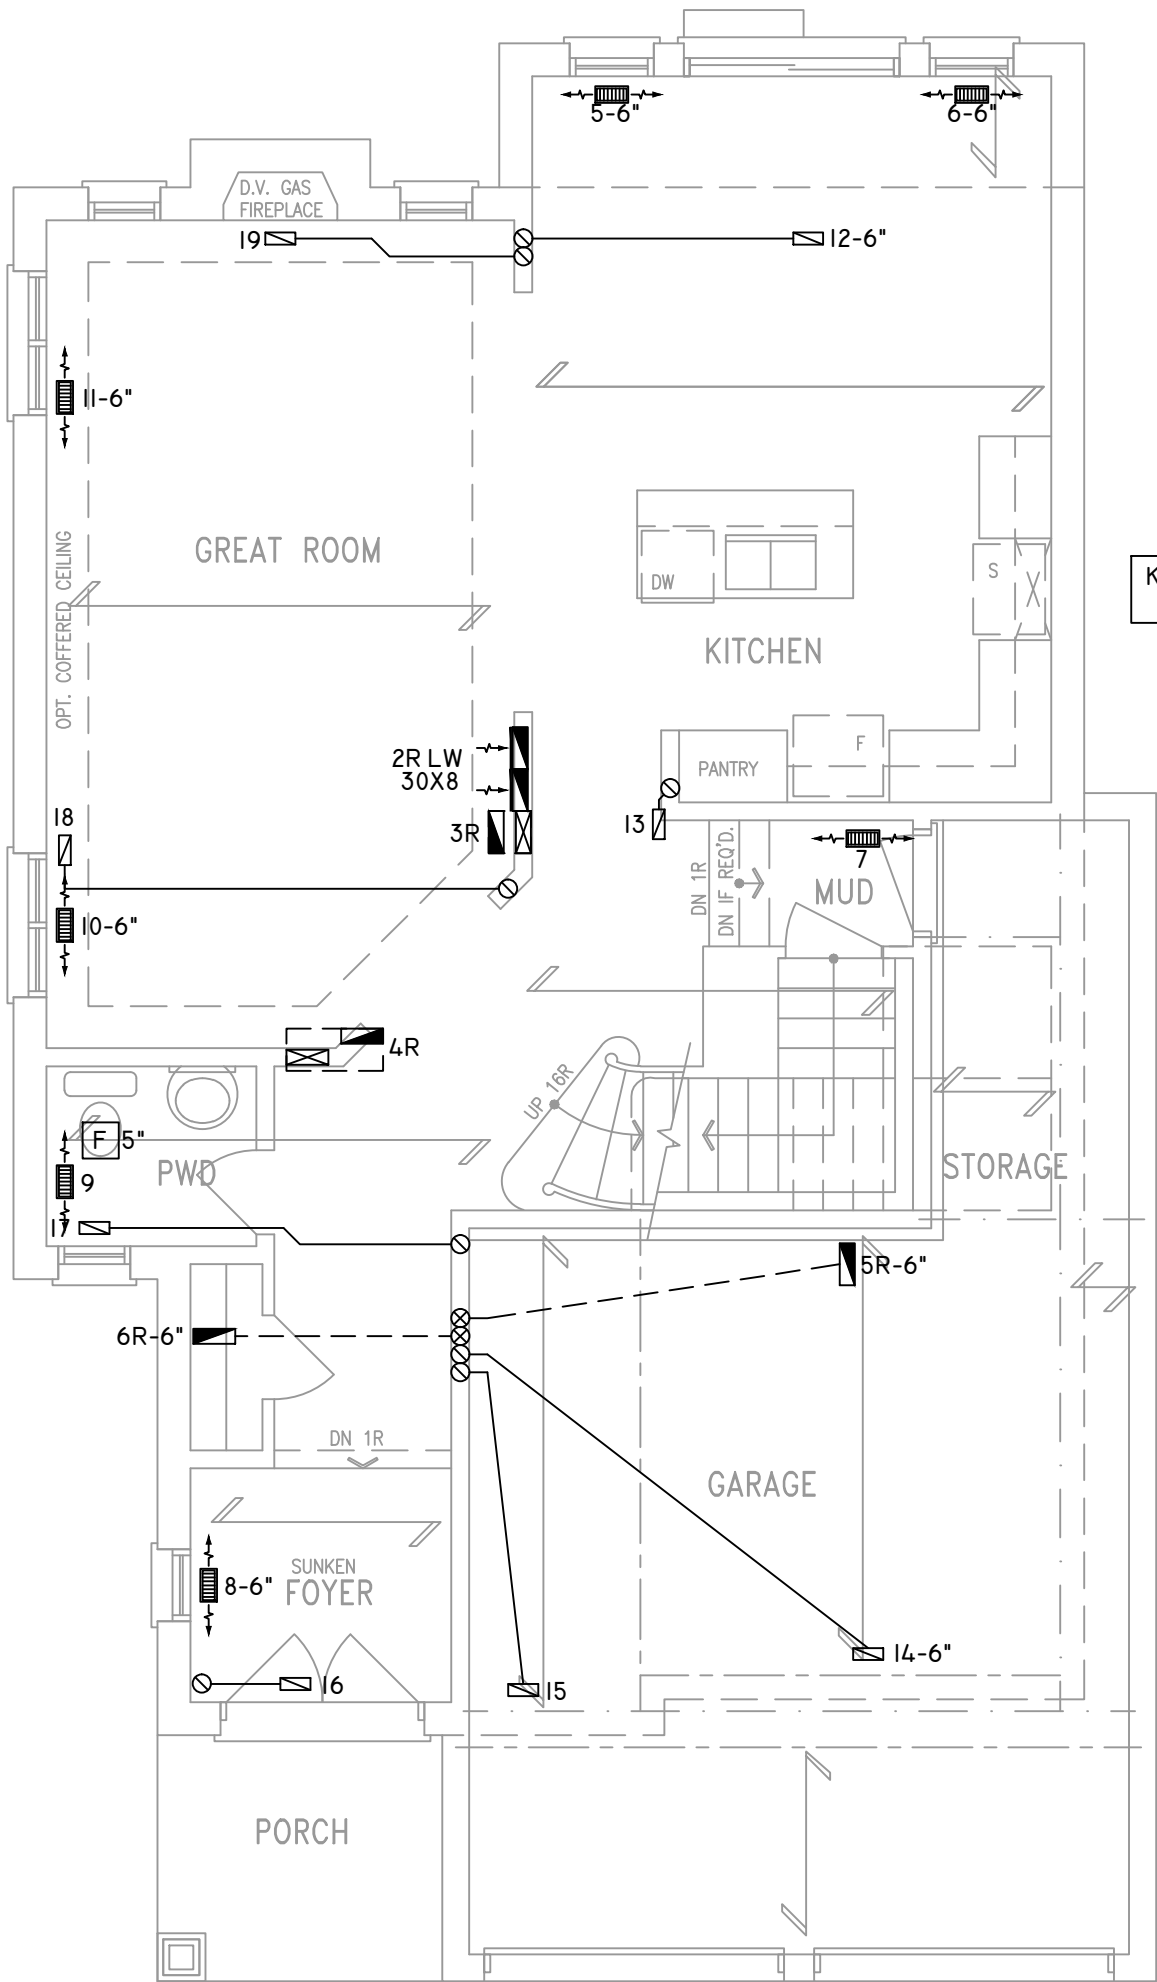 5-6"
6-6"
D.V. GAS
FIREPLACE
19
12-6"
11-6"
OPT. COFFERED CEILING
GREAT ROOM
DW
S
K
KITCHEN
2R LW
30X8
PANTRY
F
18
3R
13
DN 1R
DN IF REQ'D.
7
MUD
10-6"
4R
UP 16R
F 5"
9
PWD
STORAGE
17
5R-6"
6R-6"
DN 1R
GARAGE
8-6"
SUNKEN
FOYER
14-6"
16
15
PORCH